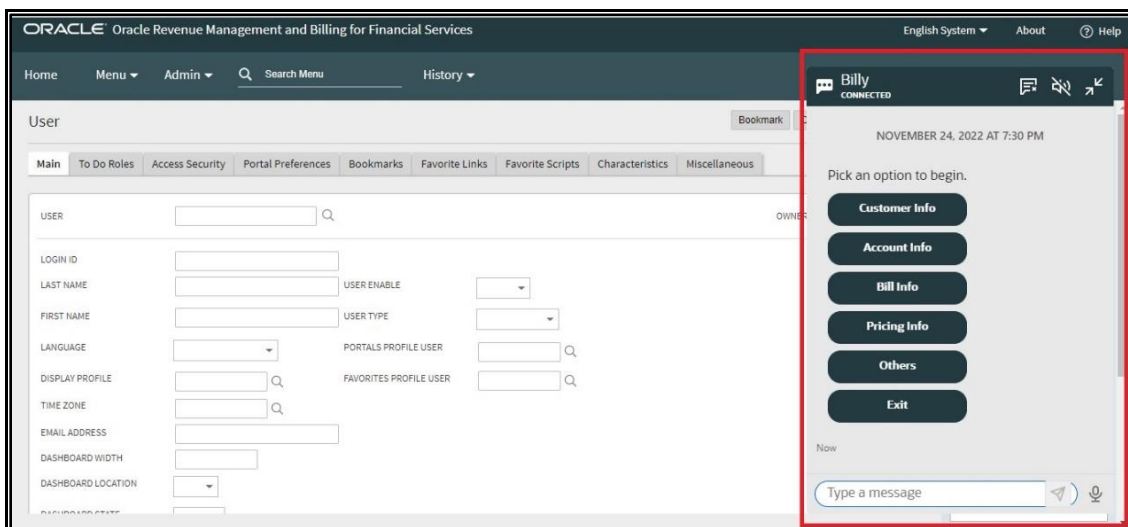 ORACLE Oracle Revenue Management and Billing for Financial Services English System About Help
Home Menu Admin Search Menu History
Billy
CONNECTED
User Bookmark
NOVEMBER 24, 2022 AT 7:30 PM
Main To Do Roles Access Security Portal Preferences Bookmarks Favorite Links Favorite Scripts Characteristics Miscellaneous
Pick an option to begin.
Customer Info
Account Info
Bill Info
Pricing Info
Others
Exit
Now
Type a message
USER
LOGIN ID
LAST NAME USER ENABLE
FIRST NAME USER TYPE
LANGUAGE PORTALS PROFILE USER
DISPLAY PROFILE FAVORITES PROFILE USER
TIME ZONE
EMAIL ADDRESS
DASHBOARD WIDTH
DASHBOARD LOCATION